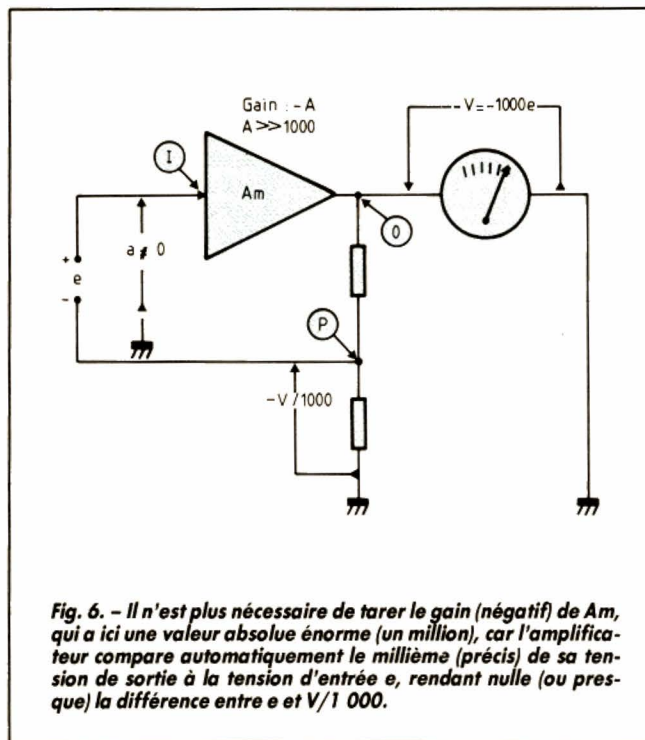 Gain : - A
A >> 1000
- V = -1000e
I
Am
O
+
e
-
a ≠ 0
P
-V/1000
Fig. 6. – Il n'est plus nécessaire de tarer le gain (négatif) de Am,
qui a ici une valeur absolue énorme (un million), car l'amplifica-
teur compare automatiquement le millième (précis) de sa ten-
sion de sortie à la tension d'entrée e, rendant nulle (ou pres-
que) la différence entre e et V/1 000.